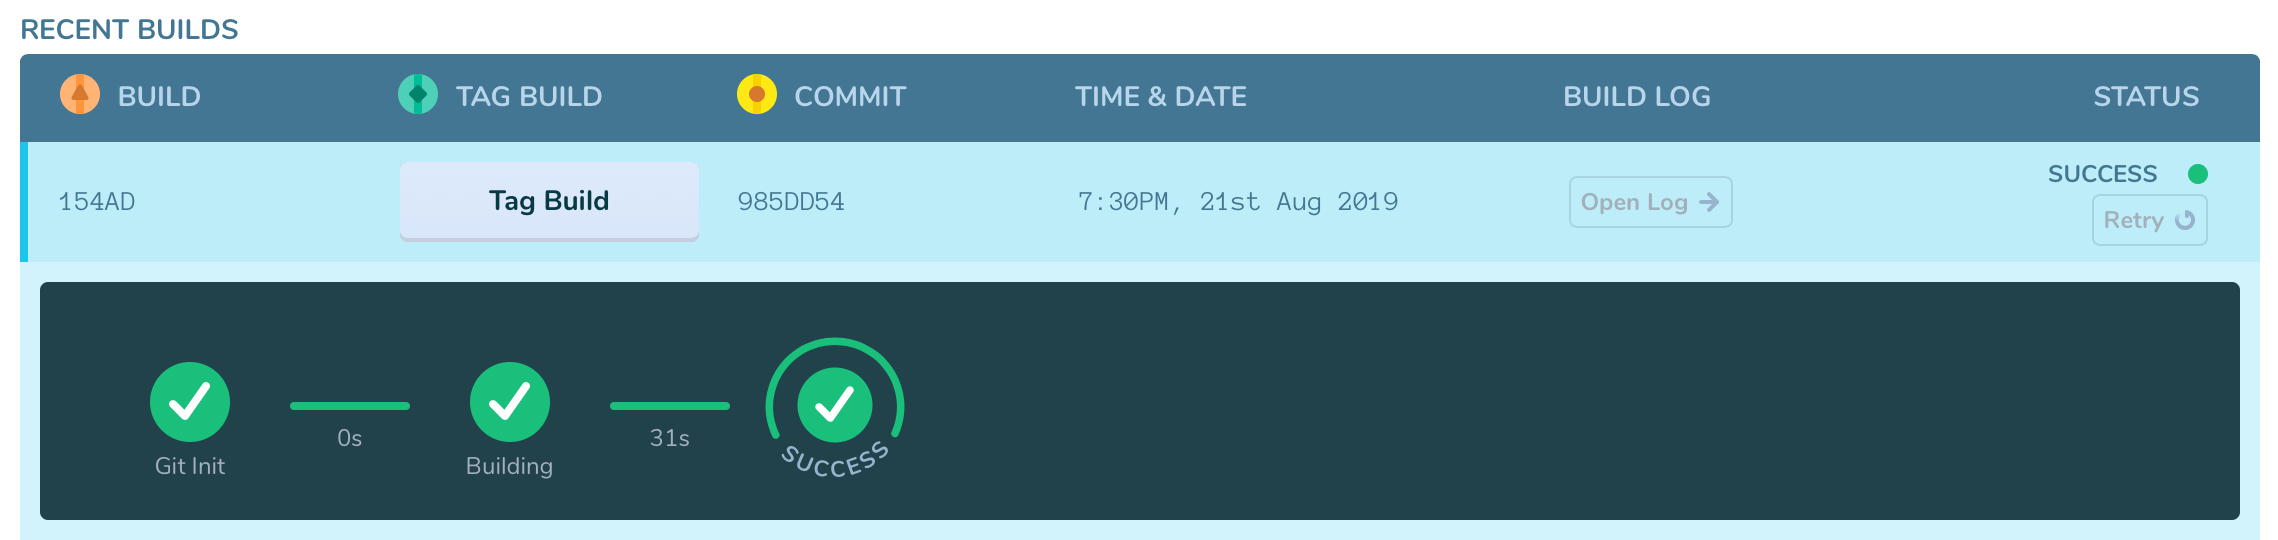 RECENT BUILDS
BUILD TAG BUILD COMMIT TIME & DATE BUILD LOG STATUS
154AD Tag Build 985DD54 7:30PM, 21st Aug 2019 Open Log SUCCESS
Retry
0s 31s
Git Init Building SUCCESS